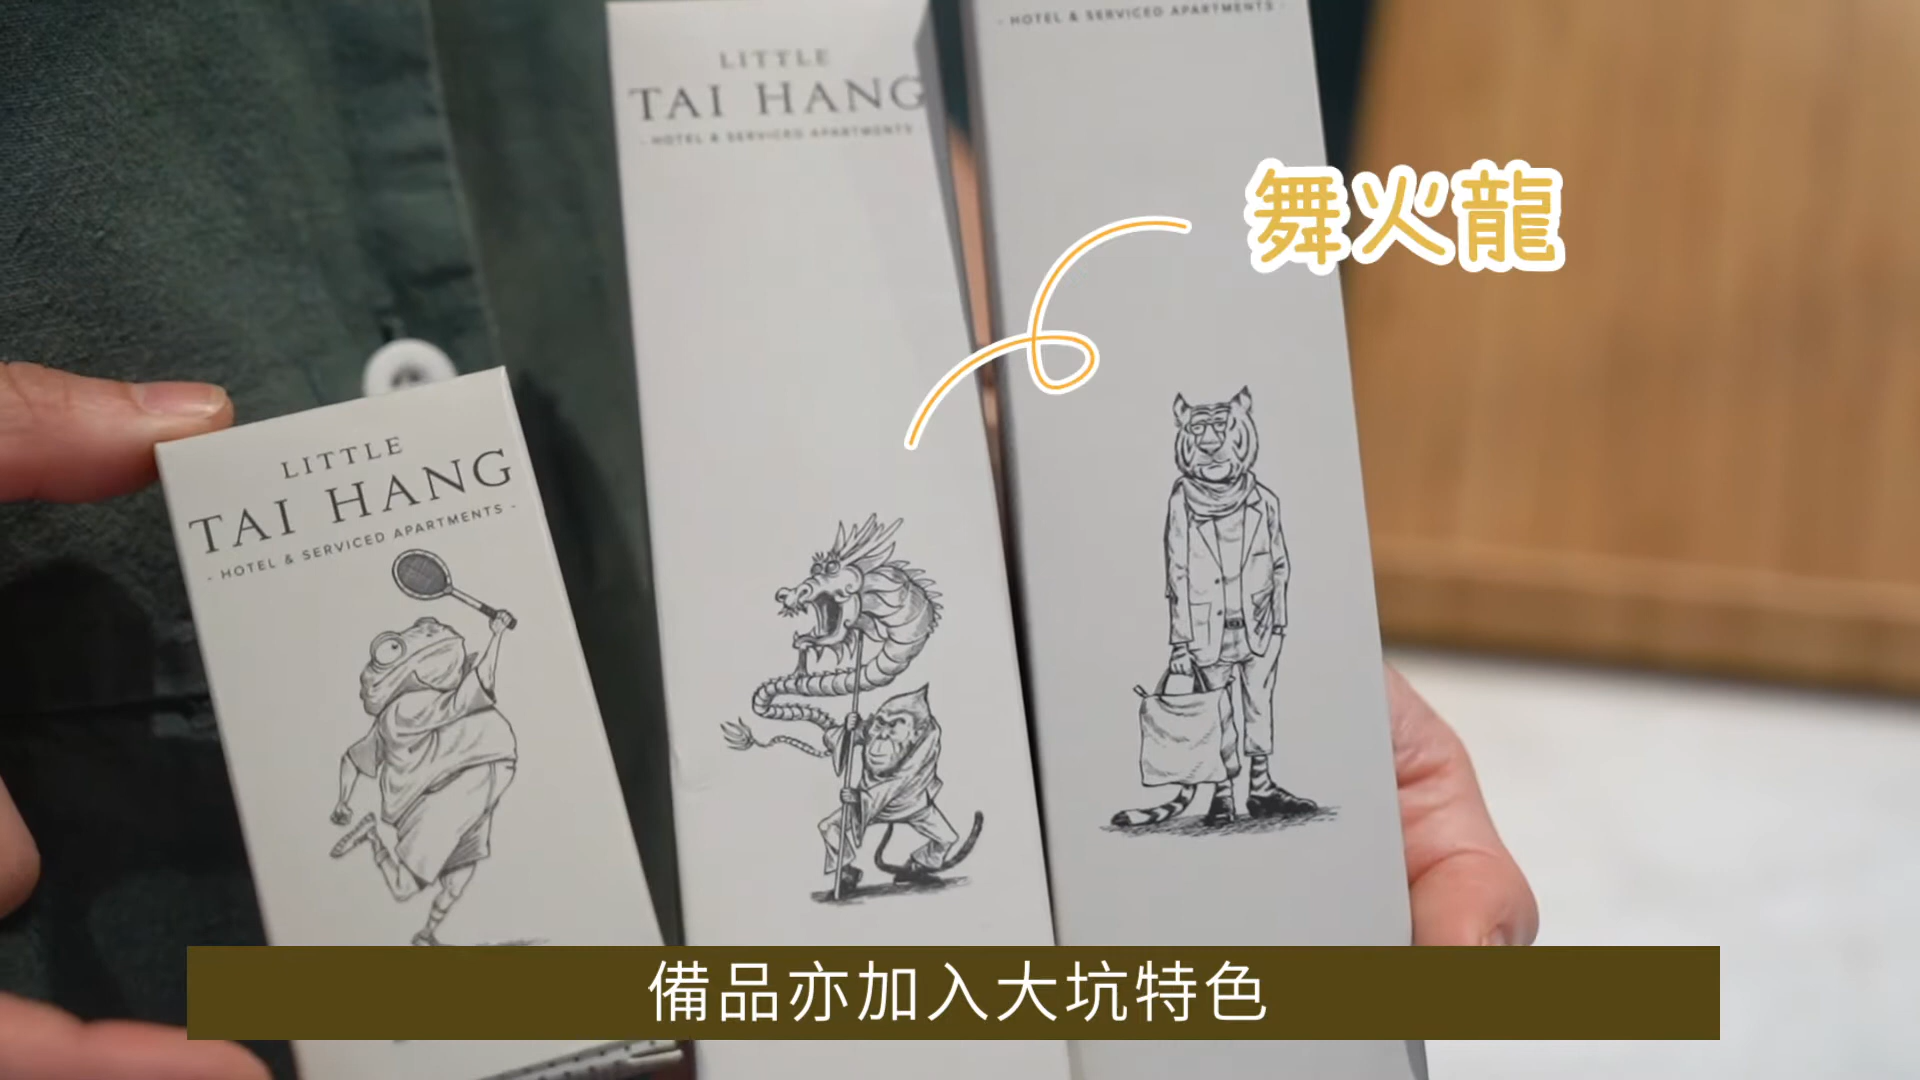 - HOTEL & SERVICED APARTMENTS -
LITTLE
TAI HANG
- HOTEL & SERVICED APARTMENTS -
舞火龍
LITTLE
TAI HANG
- HOTEL & SERVICED APARTMENTS -
備品亦加入大坑特色